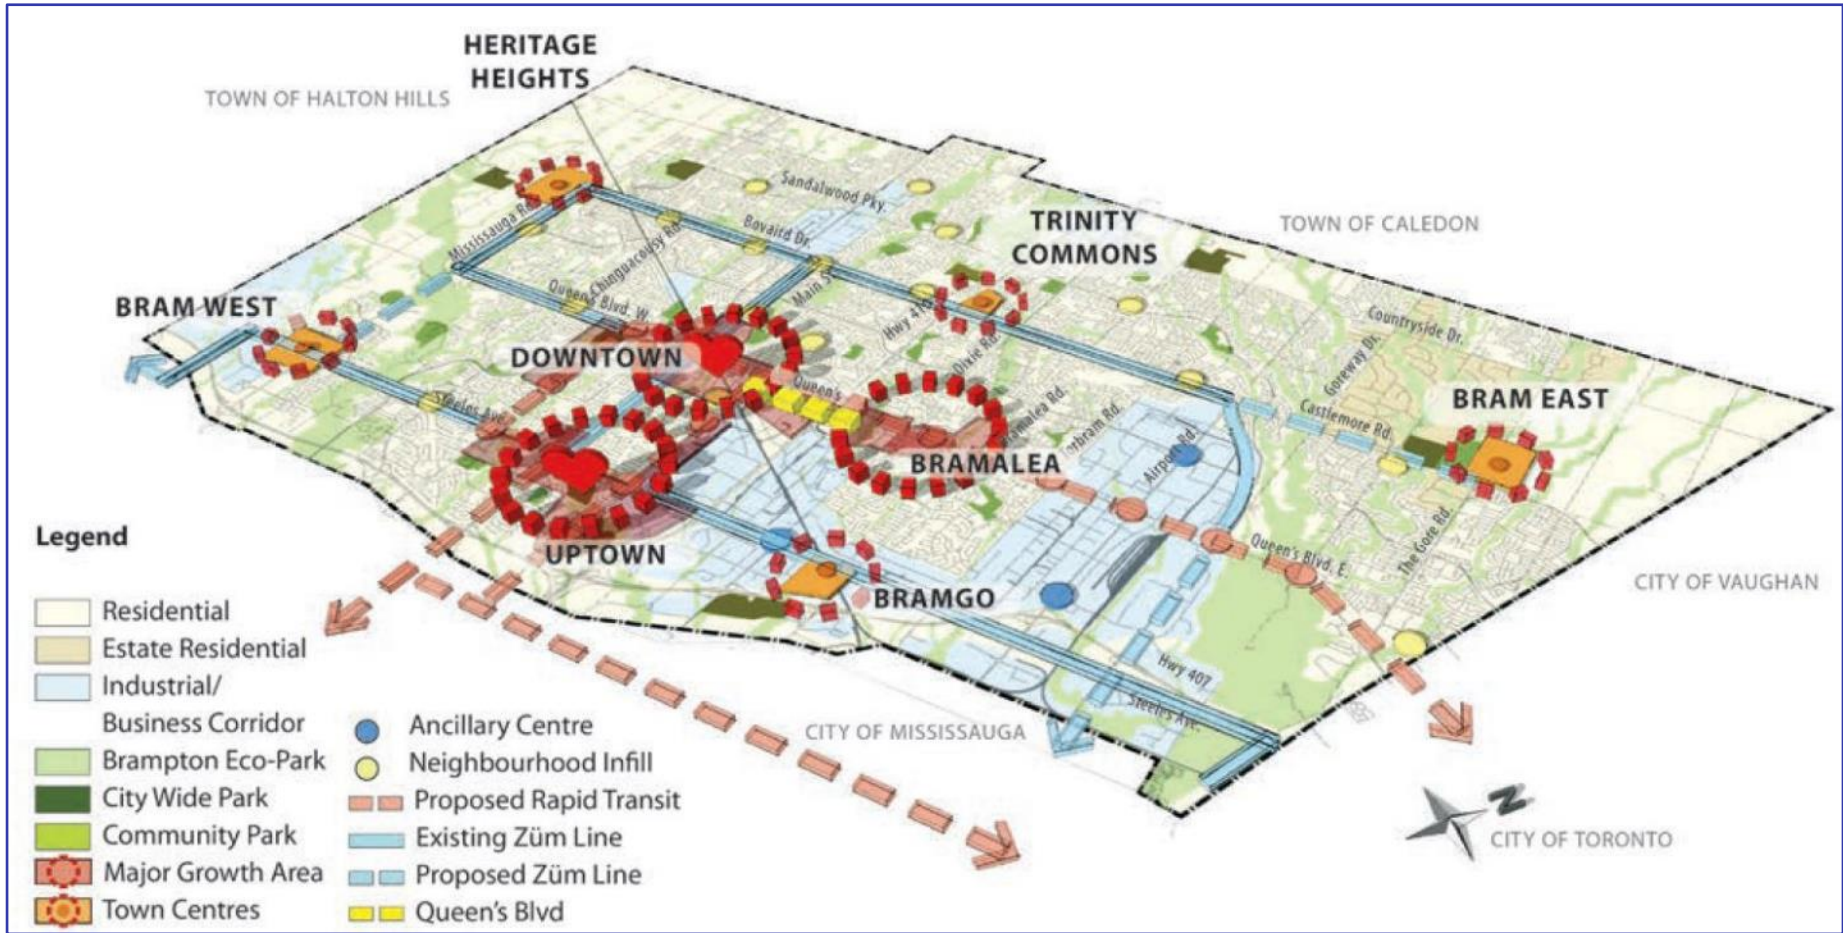 HERITAGE
HEIGHTS
TOWN OF HALTON HILLS
Sandalwood Pky.
TRINITY
COMMONS
TOWN OF CALEDON
Mississauga Rd.
Bovaird Dr.
Chinguacousy Rd.
BRAM WEST
Queen's Blvd. W.
Main St.
Hwy 410
Countryside Dr.
DOWNTOWN
Dixie Rd.
Goreway Dr.
Queen's
BRAM EAST
Steeles Ave.
Castlemore Rd.
BRAMALEA
Airport Rd.
UPTOWN
Queen's Blvd. E.
The Gore Rd.
CITY OF VAUGHAN
BRAMGO
Hwy 407
Steeles Ave.
CITY OF MISSISSAUGA
N
CITY OF TORONTO
Legend
Residential
Estate Residential
Industrial/
Business Corridor
Brampton Eco-Park
City Wide Park
Community Park
Major Growth Area
Town Centres
Ancillary Centre
Neighbourhood Infill
Proposed Rapid Transit
Existing Züm Line
Proposed Züm Line
Queen's Blvd